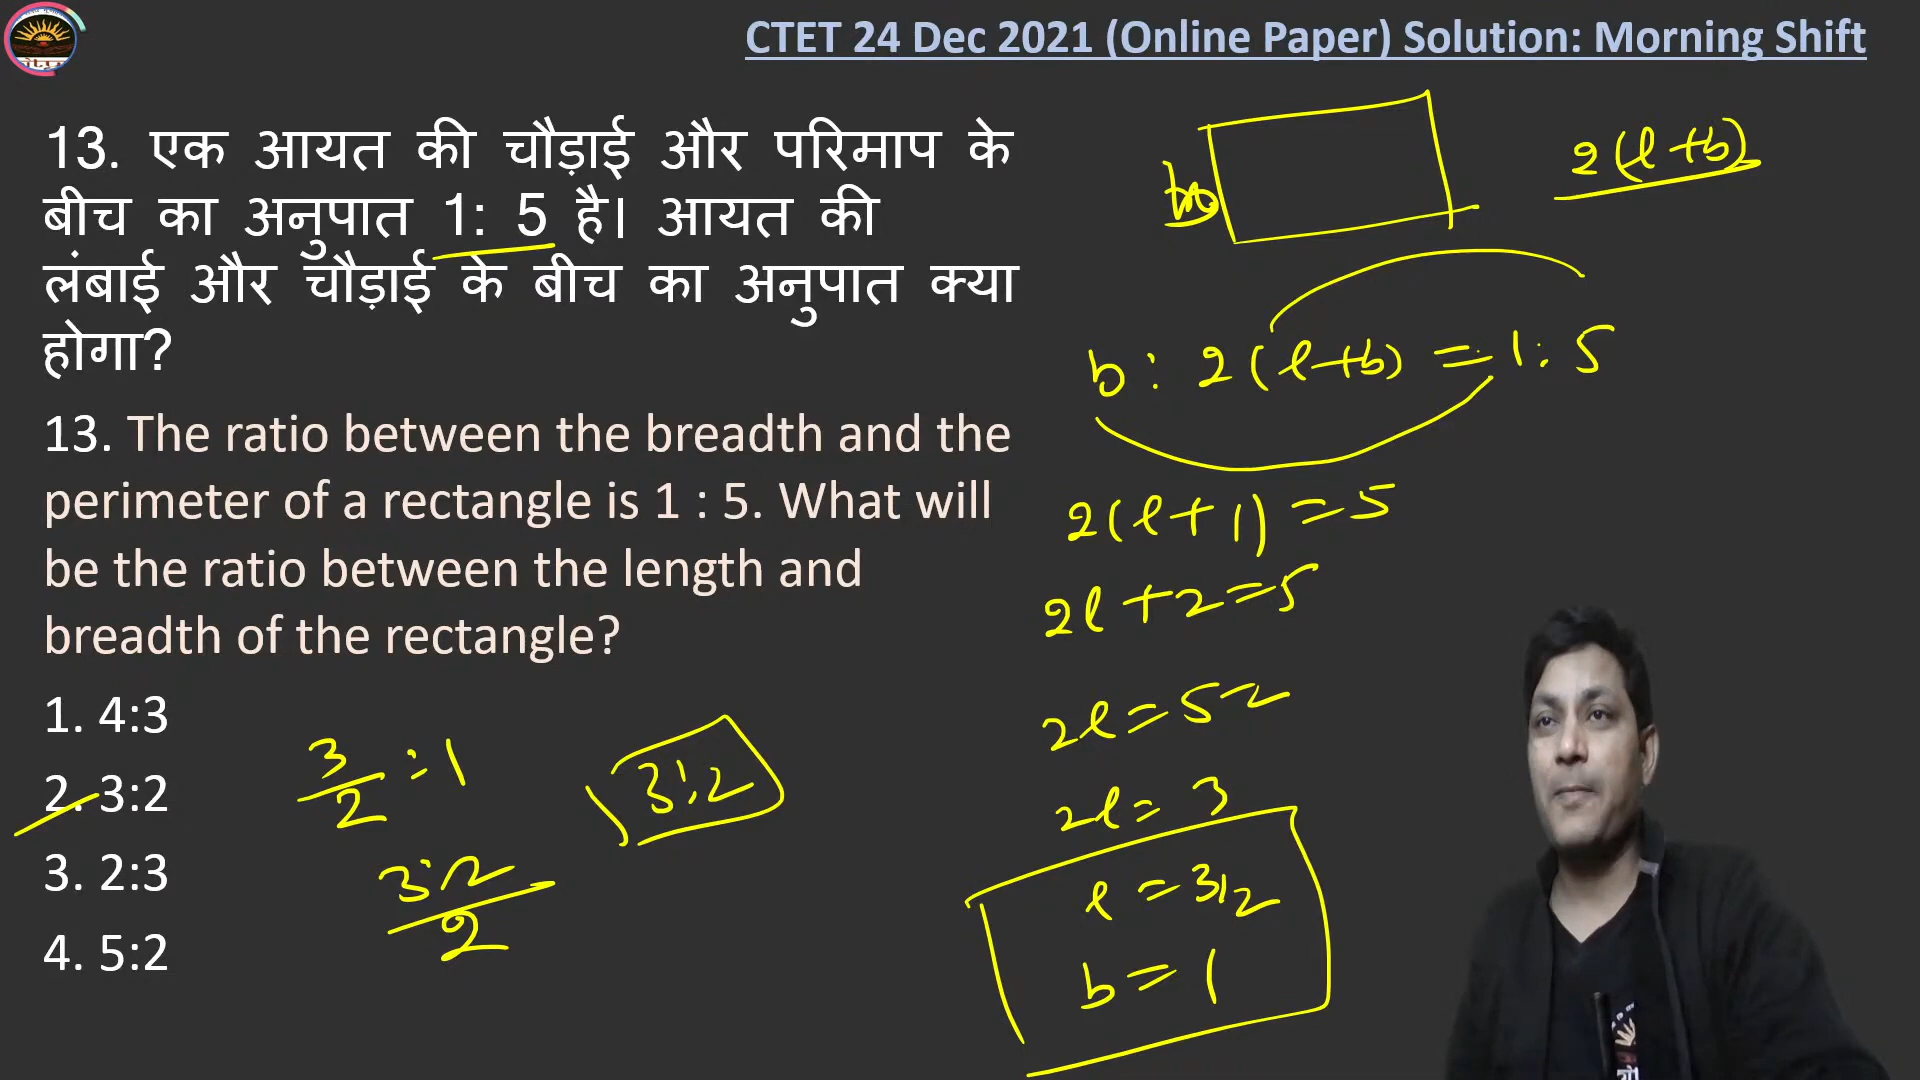 CTET 24 Dec 2021 (Online Paper) Solution: Morning Shift
13. एक आयत की चौड़ाई और परिमाप के
बीच का अनुपात 1: 5 है। आयत की
लंबाई और चौड़ाई के बीच का अनुपात क्या
होगा?
13. The ratio between the breadth and the
perimeter of a rectangle is 1 : 5. What will
be the ratio between the length and
breadth of the rectangle?
1. 4:3
2. 3:2
3. 2:3
4. 5:2
3/2 : 1
3:2
3:2/2
2(l+b)
b : 2(l+b) = 1:5
2(l+1) = 5
2l+2=5
2l=5-2
2l=3
l=3/2
b=1